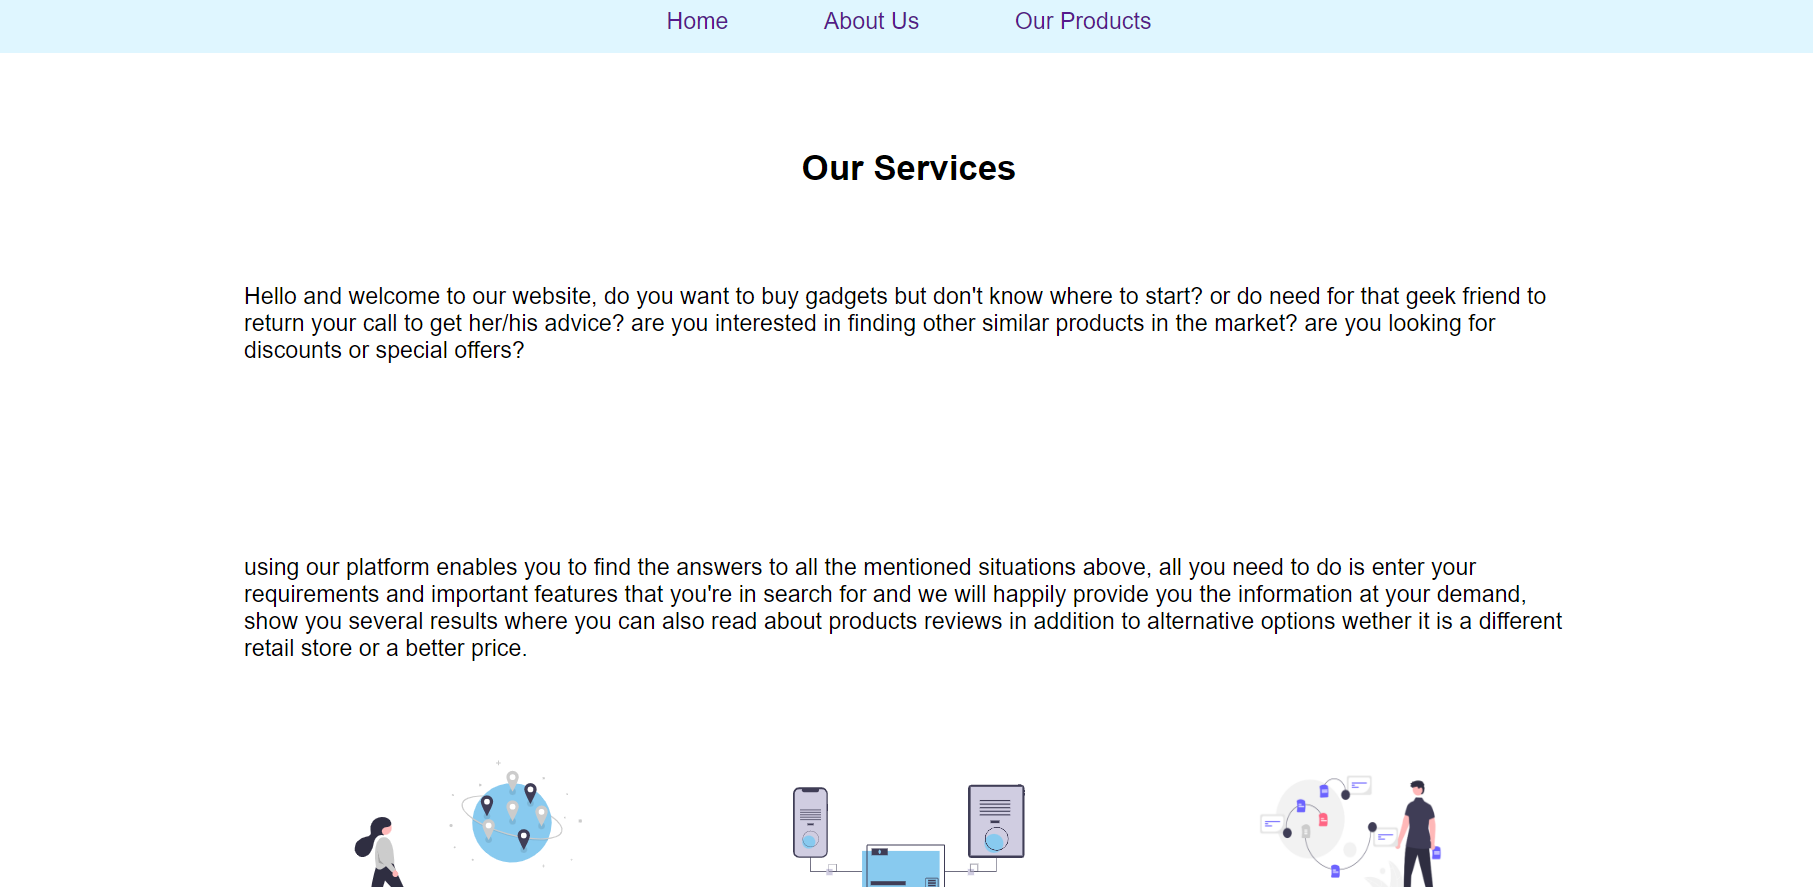 Home About Us Our Products
Our Services
Hello and welcome to our website, do you want to buy gadgets but don't know where to start? or do need for that geek friend to
return your call to get her/his advice? are you interested in finding other similar products in the market? are you looking for
discounts or special offers?
using our platform enables you to find the answers to all the mentioned situations above, all you need to do is enter your
requirements and important features that you're in search for and we will happily provide you the information at your demand,
show you several results where you can also read about products reviews in addition to alternative options wether it is a different
retail store or a better price.